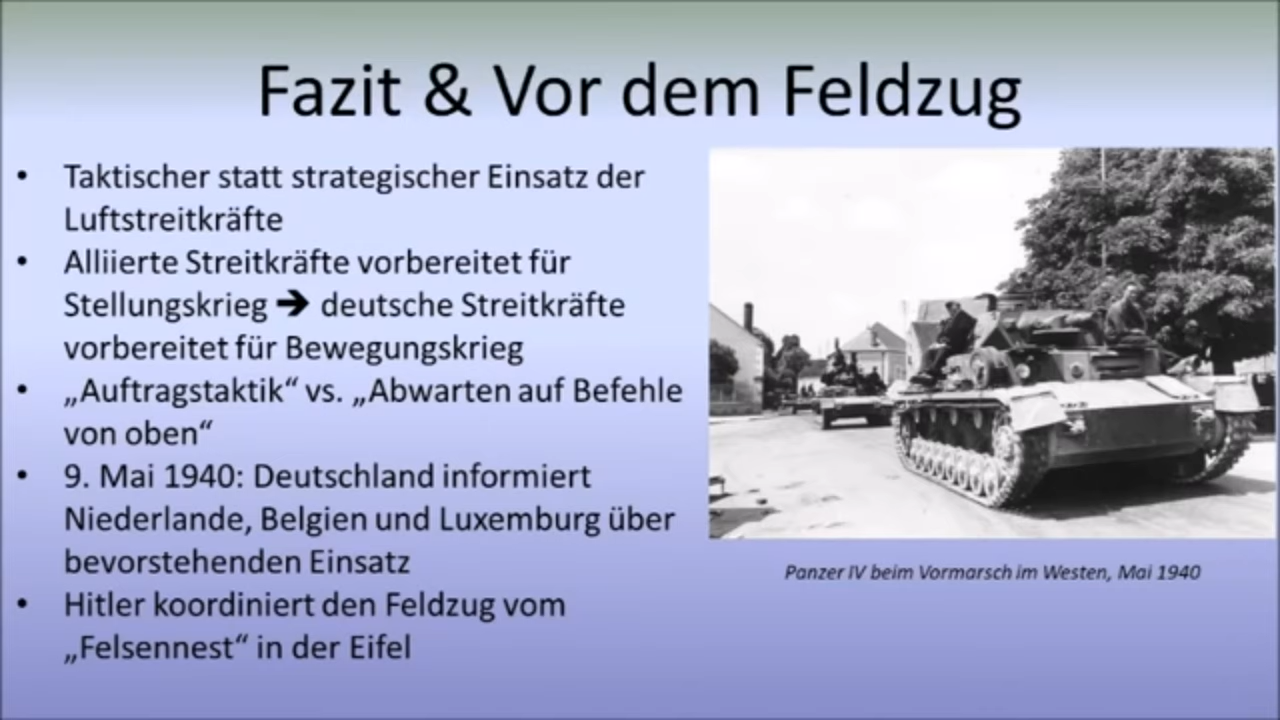 Fazit & Vor dem Feldzug
• Taktischer statt strategischer Einsatz der
Luftstreitkräfte
• Alliierte Streitkräfte vorbereitet für
Stellungskrieg ➔ deutsche Streitkräfte
vorbereitet für Bewegungskrieg
• „Auftragstaktik“ vs. „Abwarten auf Befehle
von oben“
• 9. Mai 1940: Deutschland informiert
Niederlande, Belgien und Luxemburg über
bevorstehenden Einsatz
• Hitler koordiniert den Feldzug vom
„Felsennest“ in der Eifel
Panzer IV beim Vormarsch im Westen, Mai 1940